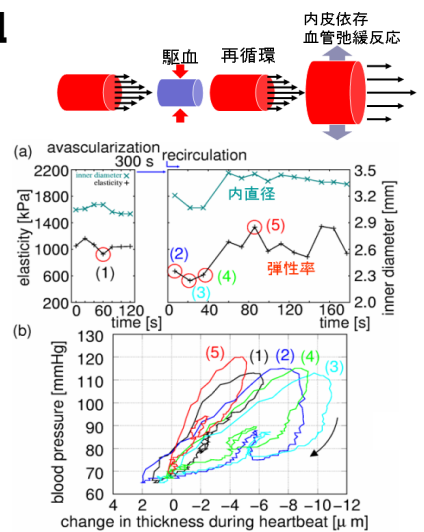 内皮依存
血管弛緩反応
駆血
再循環
(a)
avascularization
300 s
recirculation
2200
1800
1400
1000
600
200
elasticity [kPa]
inner diameter ×
elasticity +
(1)
0 60 120
time [s]
内直径
(2)
(3)
(4)
(5)
弾性率
0 40 80 120 160
time [s]
3.5
3.2
2.9
2.6
2.3
2.0
inner diameter [mm]
(b)
130
120
110
100
90
80
70
60
blood pressure [mmHg]
(5) (1) (2) (4) (3)
4 2 0 -2 -4 -6 -8 -10 -12
change in thickness during heartbeat [μ m]